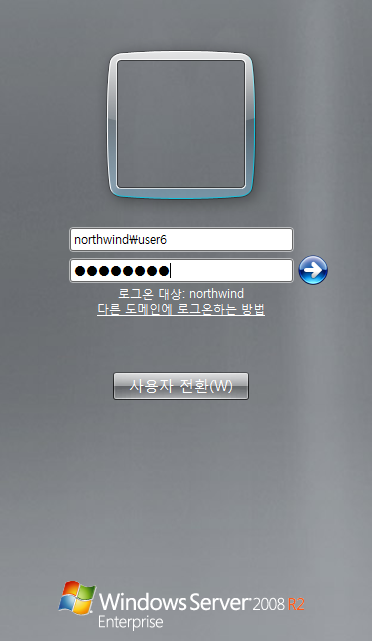 northwind₩user6
●●●●●●●●
로그온 대상: northwind
다른 도메인에 로그온하는 방법
사용자 전환(W)
Windows Server 2008 R2
Enterprise